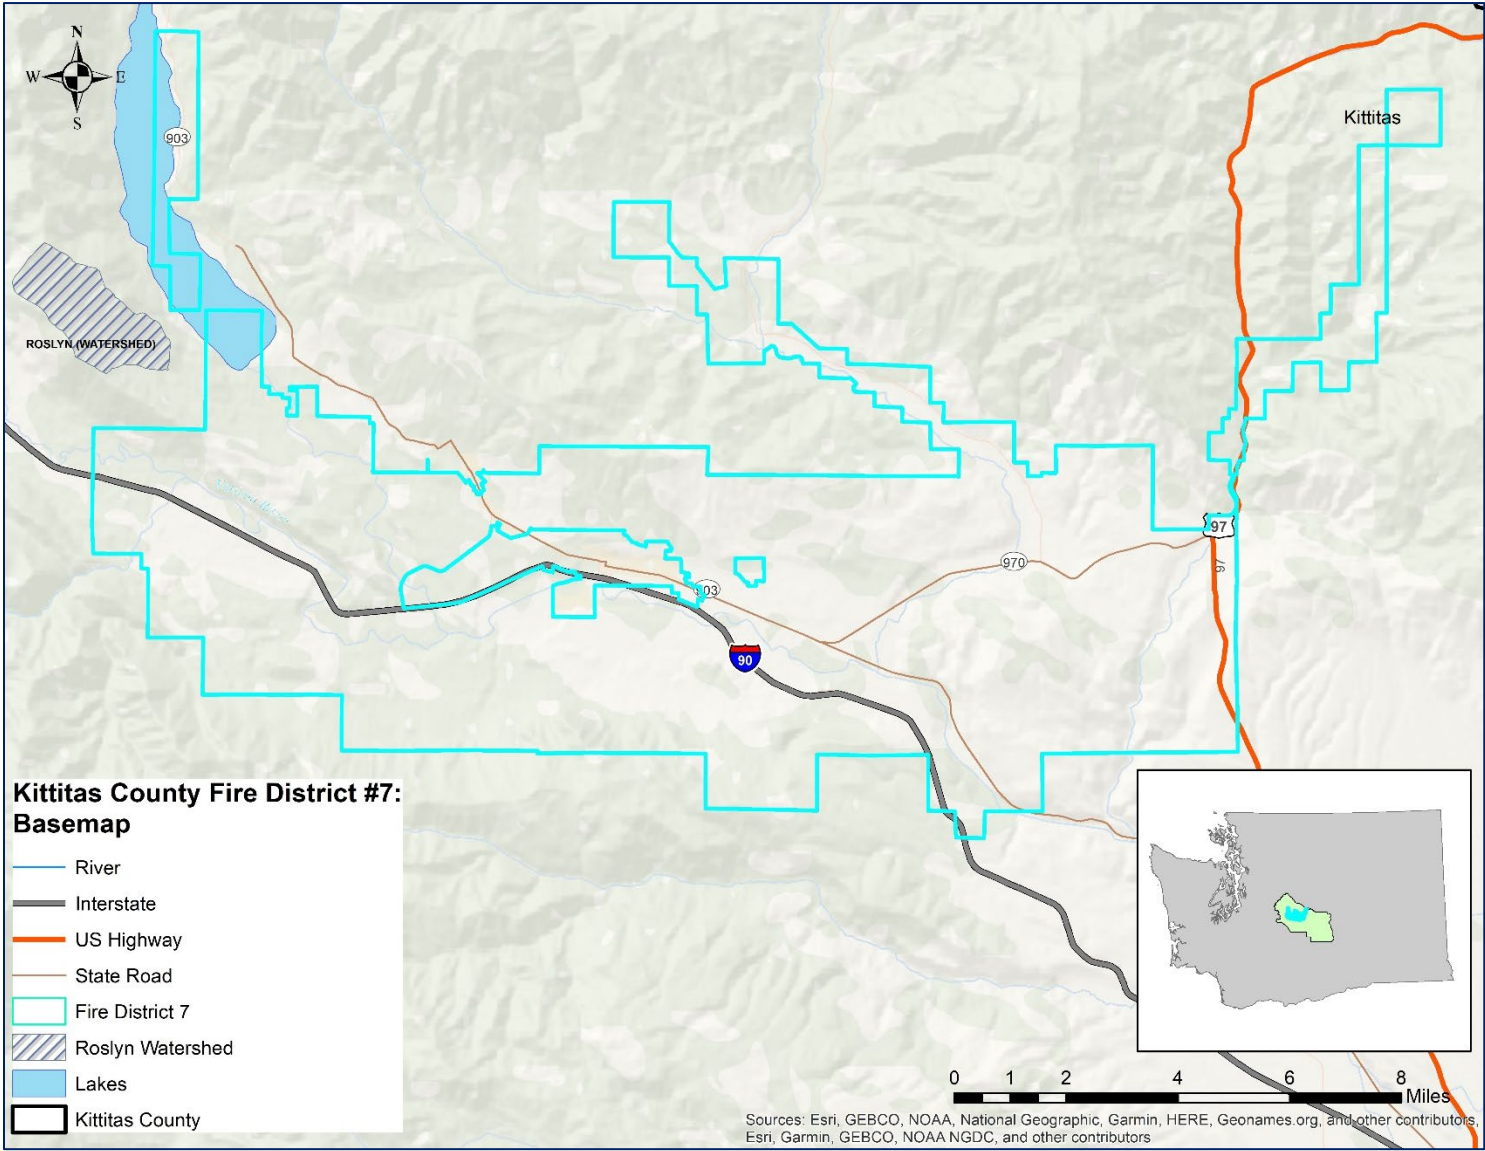 N
W E
S
903
Kittitas
ROSLYN (WATERSHED)
97
97
970
903
90
Kittitas County Fire District #7:
Basemap
River
Interstate
US Highway
State Road
Fire District 7
Roslyn Watershed
Lakes
Kittitas County
0 1 2 4 6 8
Miles
Sources: Esri, GEBCO, NOAA, National Geographic, Garmin, HERE, Geonames.org, and other contributors,
Esri, Garmin, GEBCO, NOAA NGDC, and other contributors